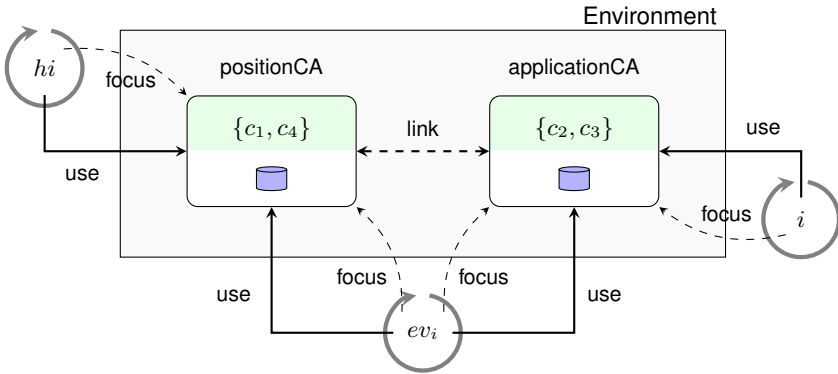 Environment
hi
focus
positionCA
applicationCA
{c₁, c₄}
link
{c₂, c₃}
use
use
focus
i
focus
focus
use
use
evᵢ